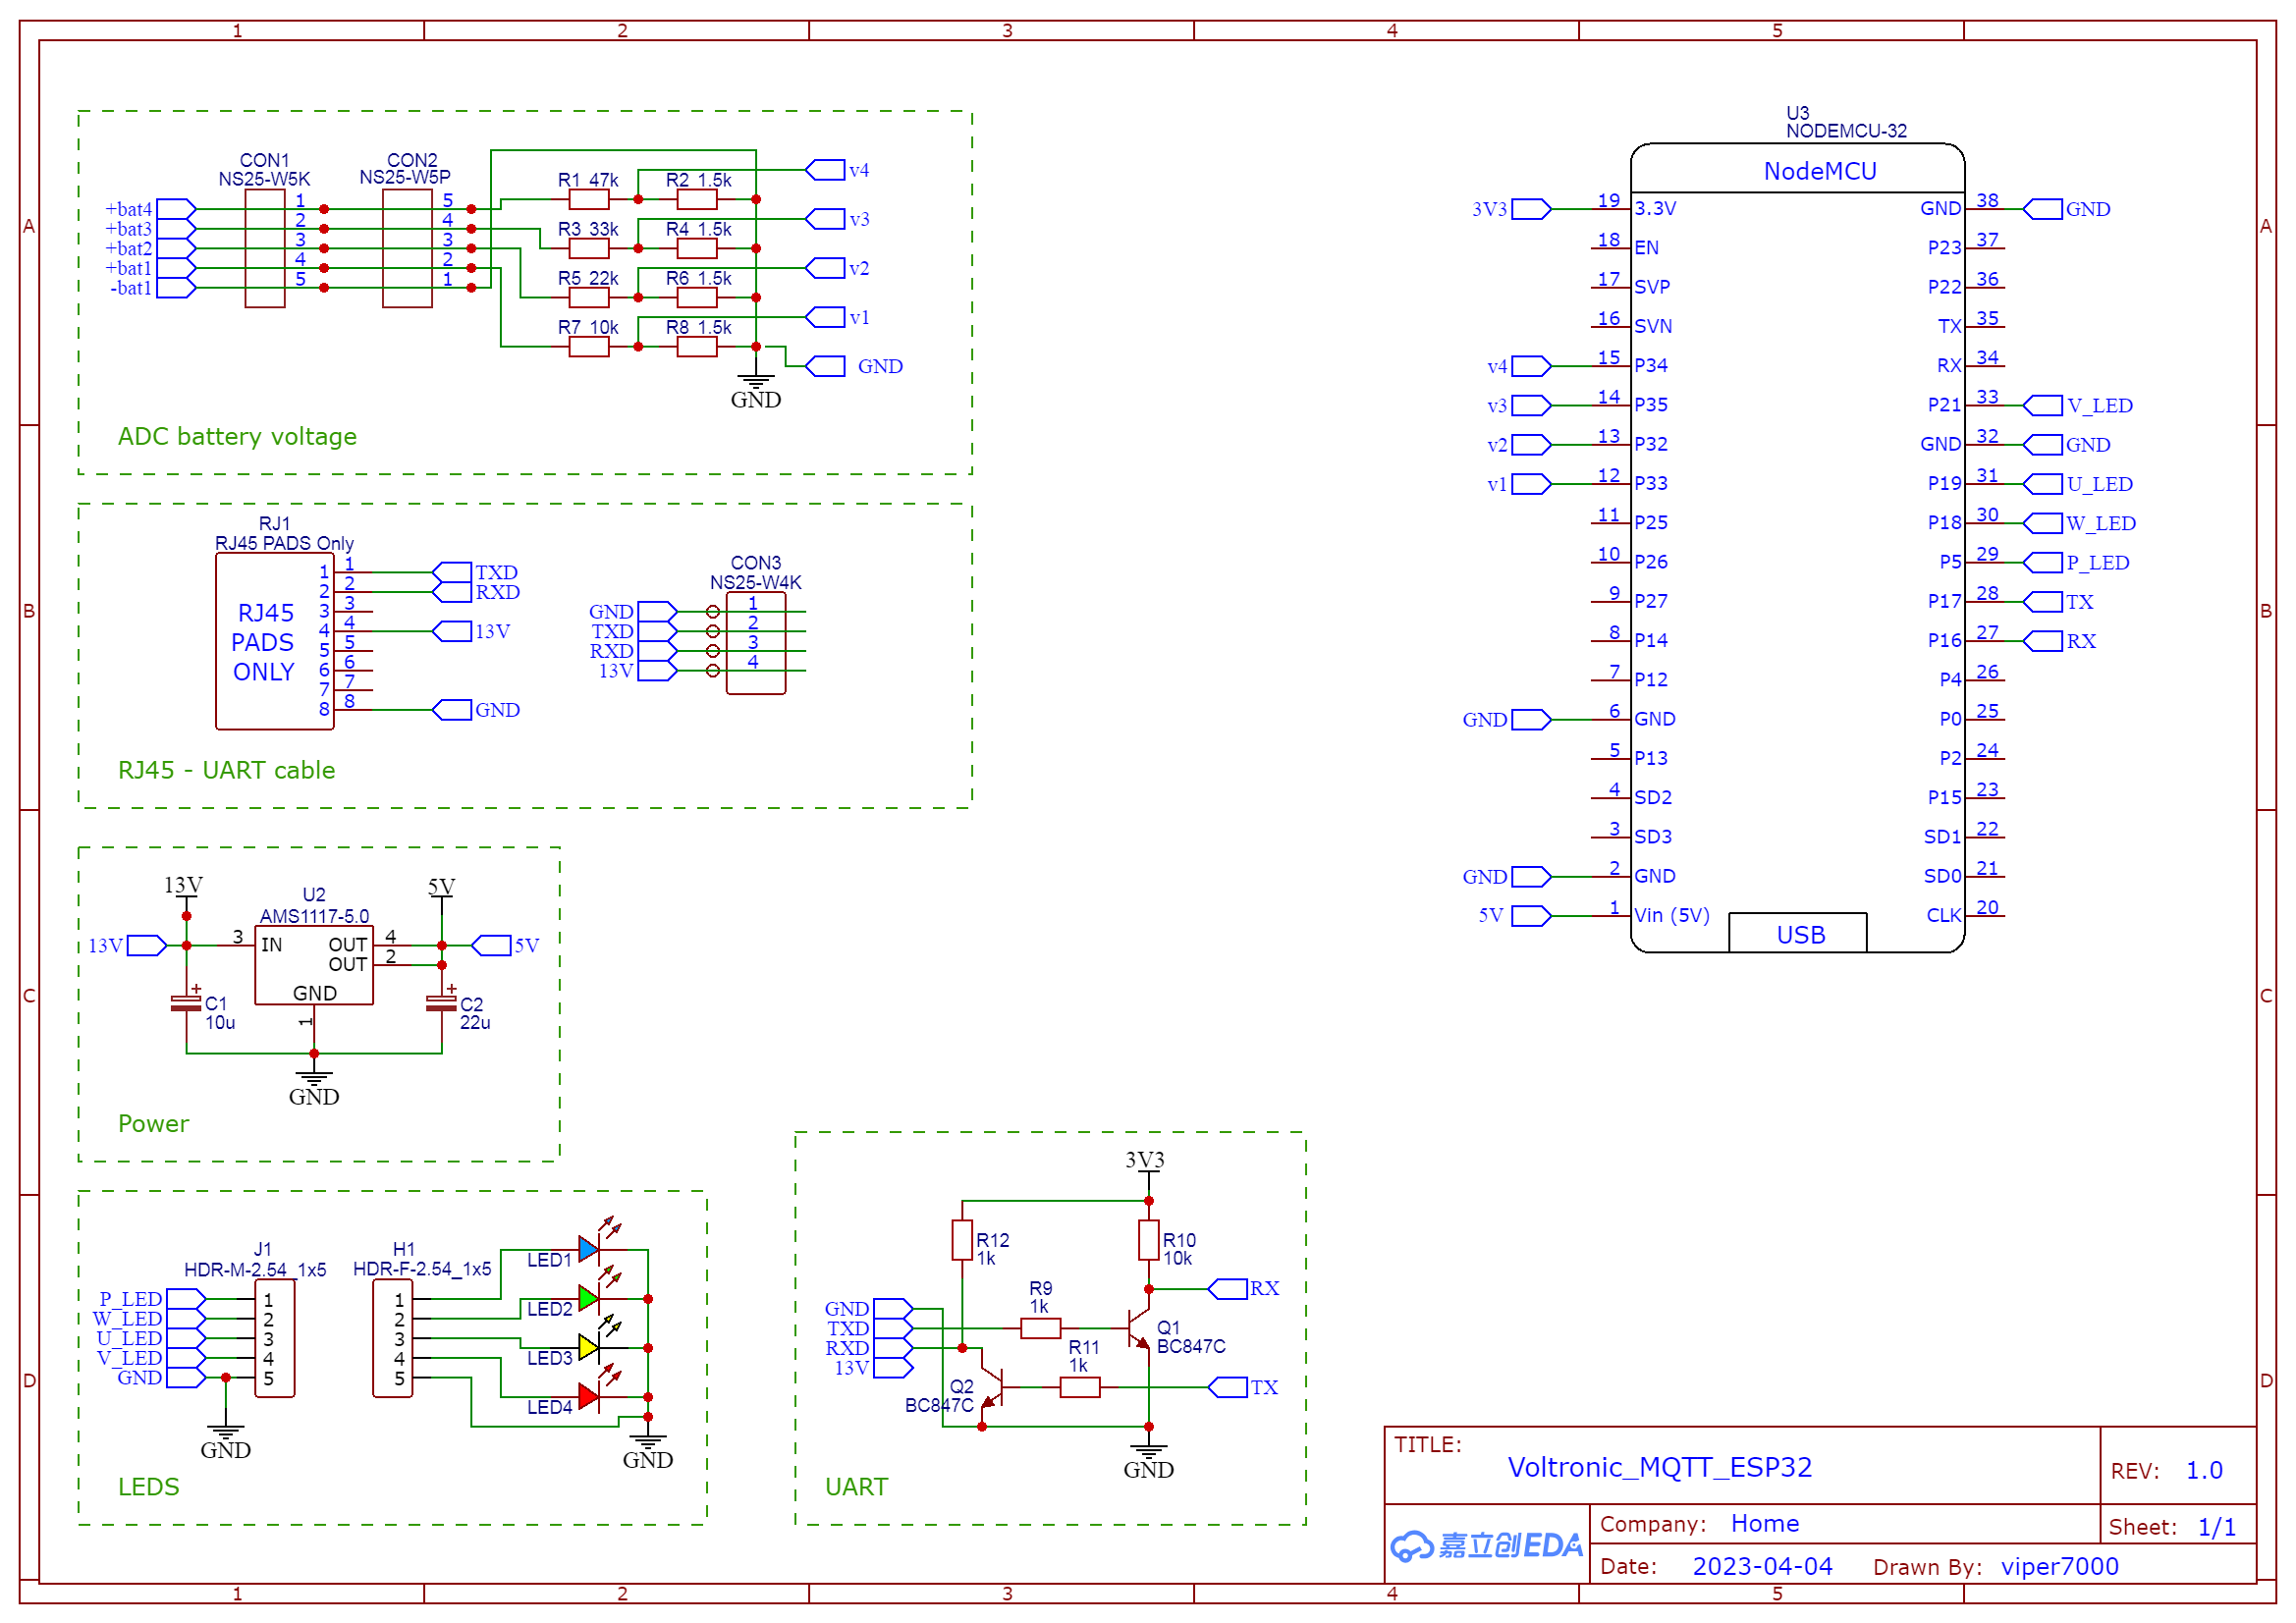 1 2 3 4 5
A
B
C
D
A
B
C
D
CON1
NS25-W5K
CON2
NS25-W5P
+bat4
+bat3
+bat2
+bat1
-bat1
1
2
3
4
5
5
4
3
2
1
R1 47k
R2 1.5k
v4
R3 33k
R4 1.5k
v3
R5 22k
R6 1.5k
v2
R7 10k
R8 1.5k
v1
GND
GND
ADC battery voltage
RJ1
RJ45 PADS Only
RJ45
PADS
ONLY
1 1 TXD
2 2 RXD
3 3
4 4 13V
5 5
6 6
7 7
8 8 GND
CON3
NS25-W4K
GND 1
TXD 2
RXD 3
13V 4
RJ45 - UART cable
13V
5V
U2
AMS1117-5.0
13V 3 IN
OUT 4 5V
OUT 2
GND
1
+
C1
10u
+
C2
22u
GND
Power
J1
HDR-M-2.54_1x5
P_LED 1
W_LED 2
U_LED 3
V_LED 4
GND 5
GND
H1
HDR-F-2.54_1x5
1
2
3
4
5
LED1
LED2
LED3
LED4
GND
LEDS
3V3
R12
1k
R10
10k
R9
1k
RX
GND
TXD
RXD
13V
R11
1k
Q1
BC847C
Q2
BC847C
TX
GND
UART
U3
NODEMCU-32
NodeMCU
3V3 19 3.3V
18 EN
17 SVP
16 SVN
v4 15 P34
v3 14 P35
v2 13 P32
v1 12 P33
11 P25
10 P26
9 P27
8 P14
7 P12
GND 6 GND
5 P13
4 SD2
3 SD3
GND 2 GND
5V 1 Vin (5V)
GND 38 GND
P23 37
P22 36
TX 35
RX 34
P21 33 V_LED
GND 32 GND
P19 31 U_LED
P18 30 W_LED
P5 29 P_LED
P17 28 TX
P16 27 RX
P4 26
P0 25
P2 24
P15 23
SD1 22
SD0 21
CLK 20
USB
TITLE:
Voltronic_MQTT_ESP32
REV: 1.0
嘉立创EDA
Company: Home
Sheet: 1/1
Date: 2023-04-04
Drawn By: viper7000
1 2 3 4 5